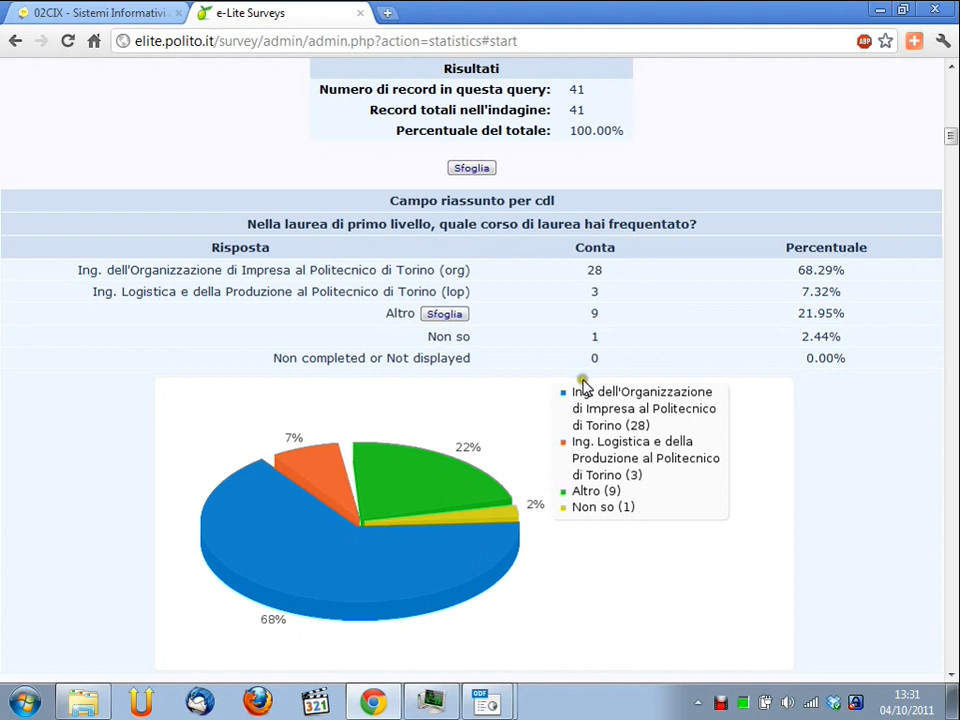 02CIX - Sistemi Informativi
e-Lite Surveys
elite.polito.it/survey/admin/admin.php?action=statistics#start
ABP
Risultati
Numero di record in questa query: 41
Record totali nell'indagine: 41
Percentuale del totale: 100.00%
Sfoglia
Campo riassunto per cdl
Nella laurea di primo livello, quale corso di laurea hai frequentato?
Risposta Conta Percentuale
Ing. dell'Organizzazione di Impresa al Politecnico di Torino (org) 28 68.29%
Ing. Logistica e della Produzione al Politecnico di Torino (lop) 3 7.32%
Altro Sfoglia 9 21.95%
Non so 1 2.44%
Non completed or Not displayed 0 0.00%
Ing. dell'Organizzazione
di Impresa al Politecnico
di Torino (28)
Ing. Logistica e della
Produzione al Politecnico
di Torino (3)
Altro (9)
Non so (1)
7%
22%
2%
68%
321
ODF
13:31
04/10/2011